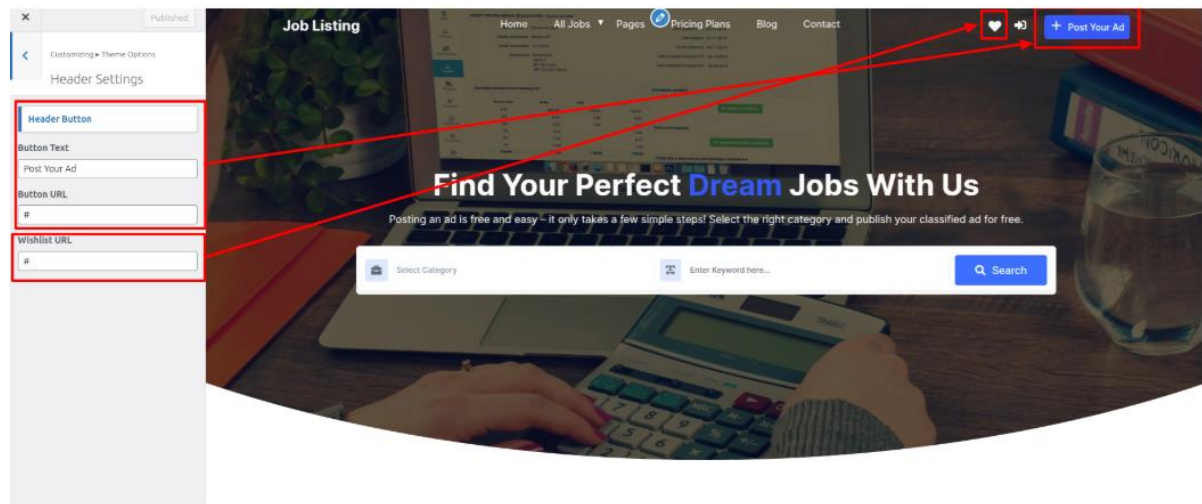 Published
Customizing ▸ Theme Options
Header Settings
Header Button
Button Text
Post Your Ad
Button URL
#
Wishlist URL
#
Job Listing
Home
All Jobs
Pages
Pricing Plans
Blog
Contact
+ Post Your Ad
Find Your Perfect Dream Jobs With Us
Posting an ad is free and easy – it only takes a few simple steps! Select the right category and publish your classified ad for free.
Select Category
Enter Keyword here...
Search